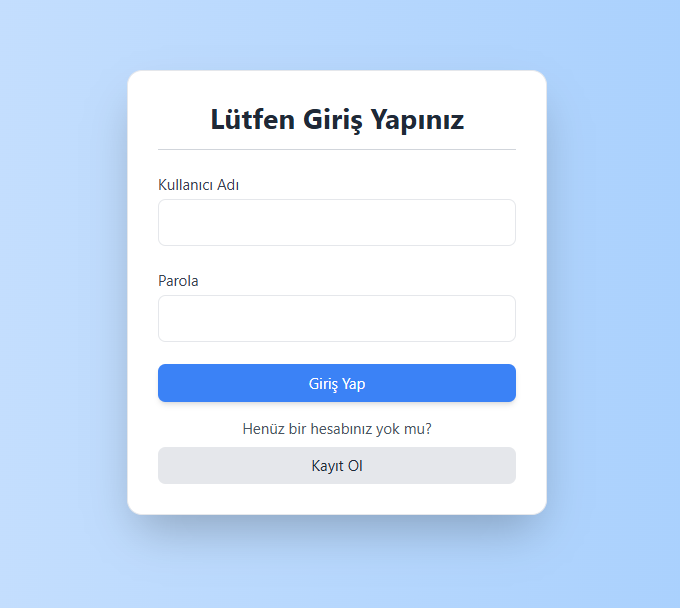 Lütfen Giriş Yapınız
Kullanıcı Adı
Parola
Giriş Yap
Henüz bir hesabınız yok mu?
Kayıt Ol